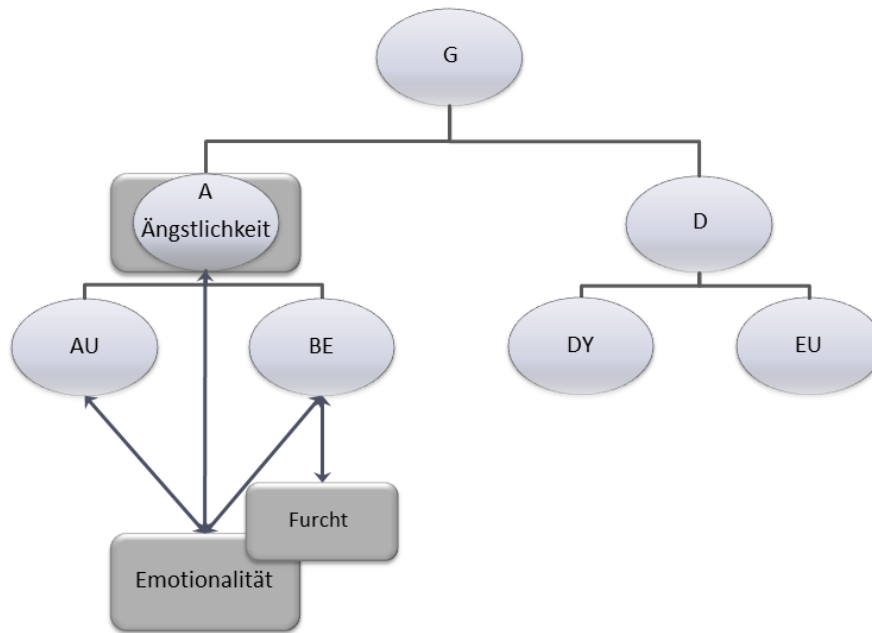 G
A
Ängstlichkeit
D
AU
BE
DY
EU
Furcht
Emotionalität